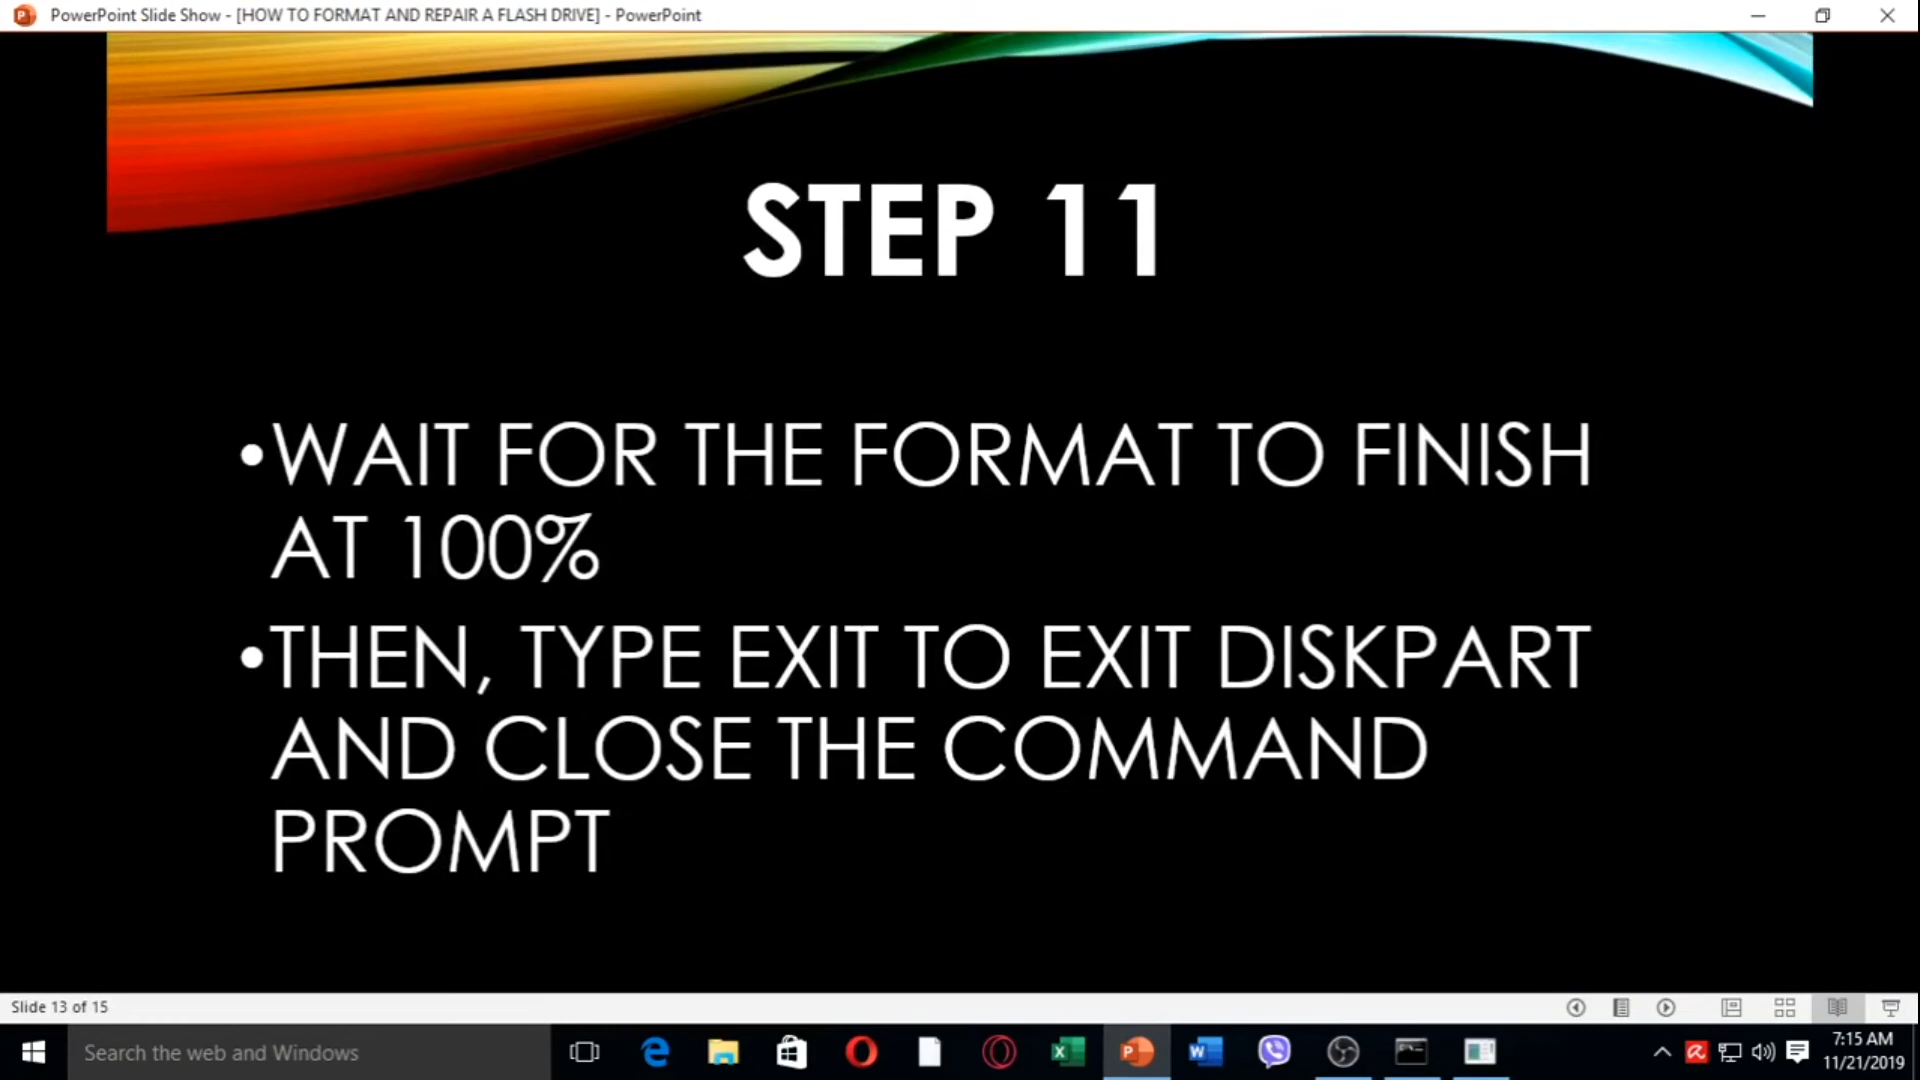 PowerPoint Slide Show - [HOW TO FORMAT AND REPAIR A FLASH DRIVE] - PowerPoint
STEP 11
•WAIT FOR THE FORMAT TO FINISH
AT 100%
•THEN, TYPE EXIT TO EXIT DISKPART
AND CLOSE THE COMMAND
PROMPT
Slide 13 of 15
Search the web and Windows
7:15 AM
11/21/2019